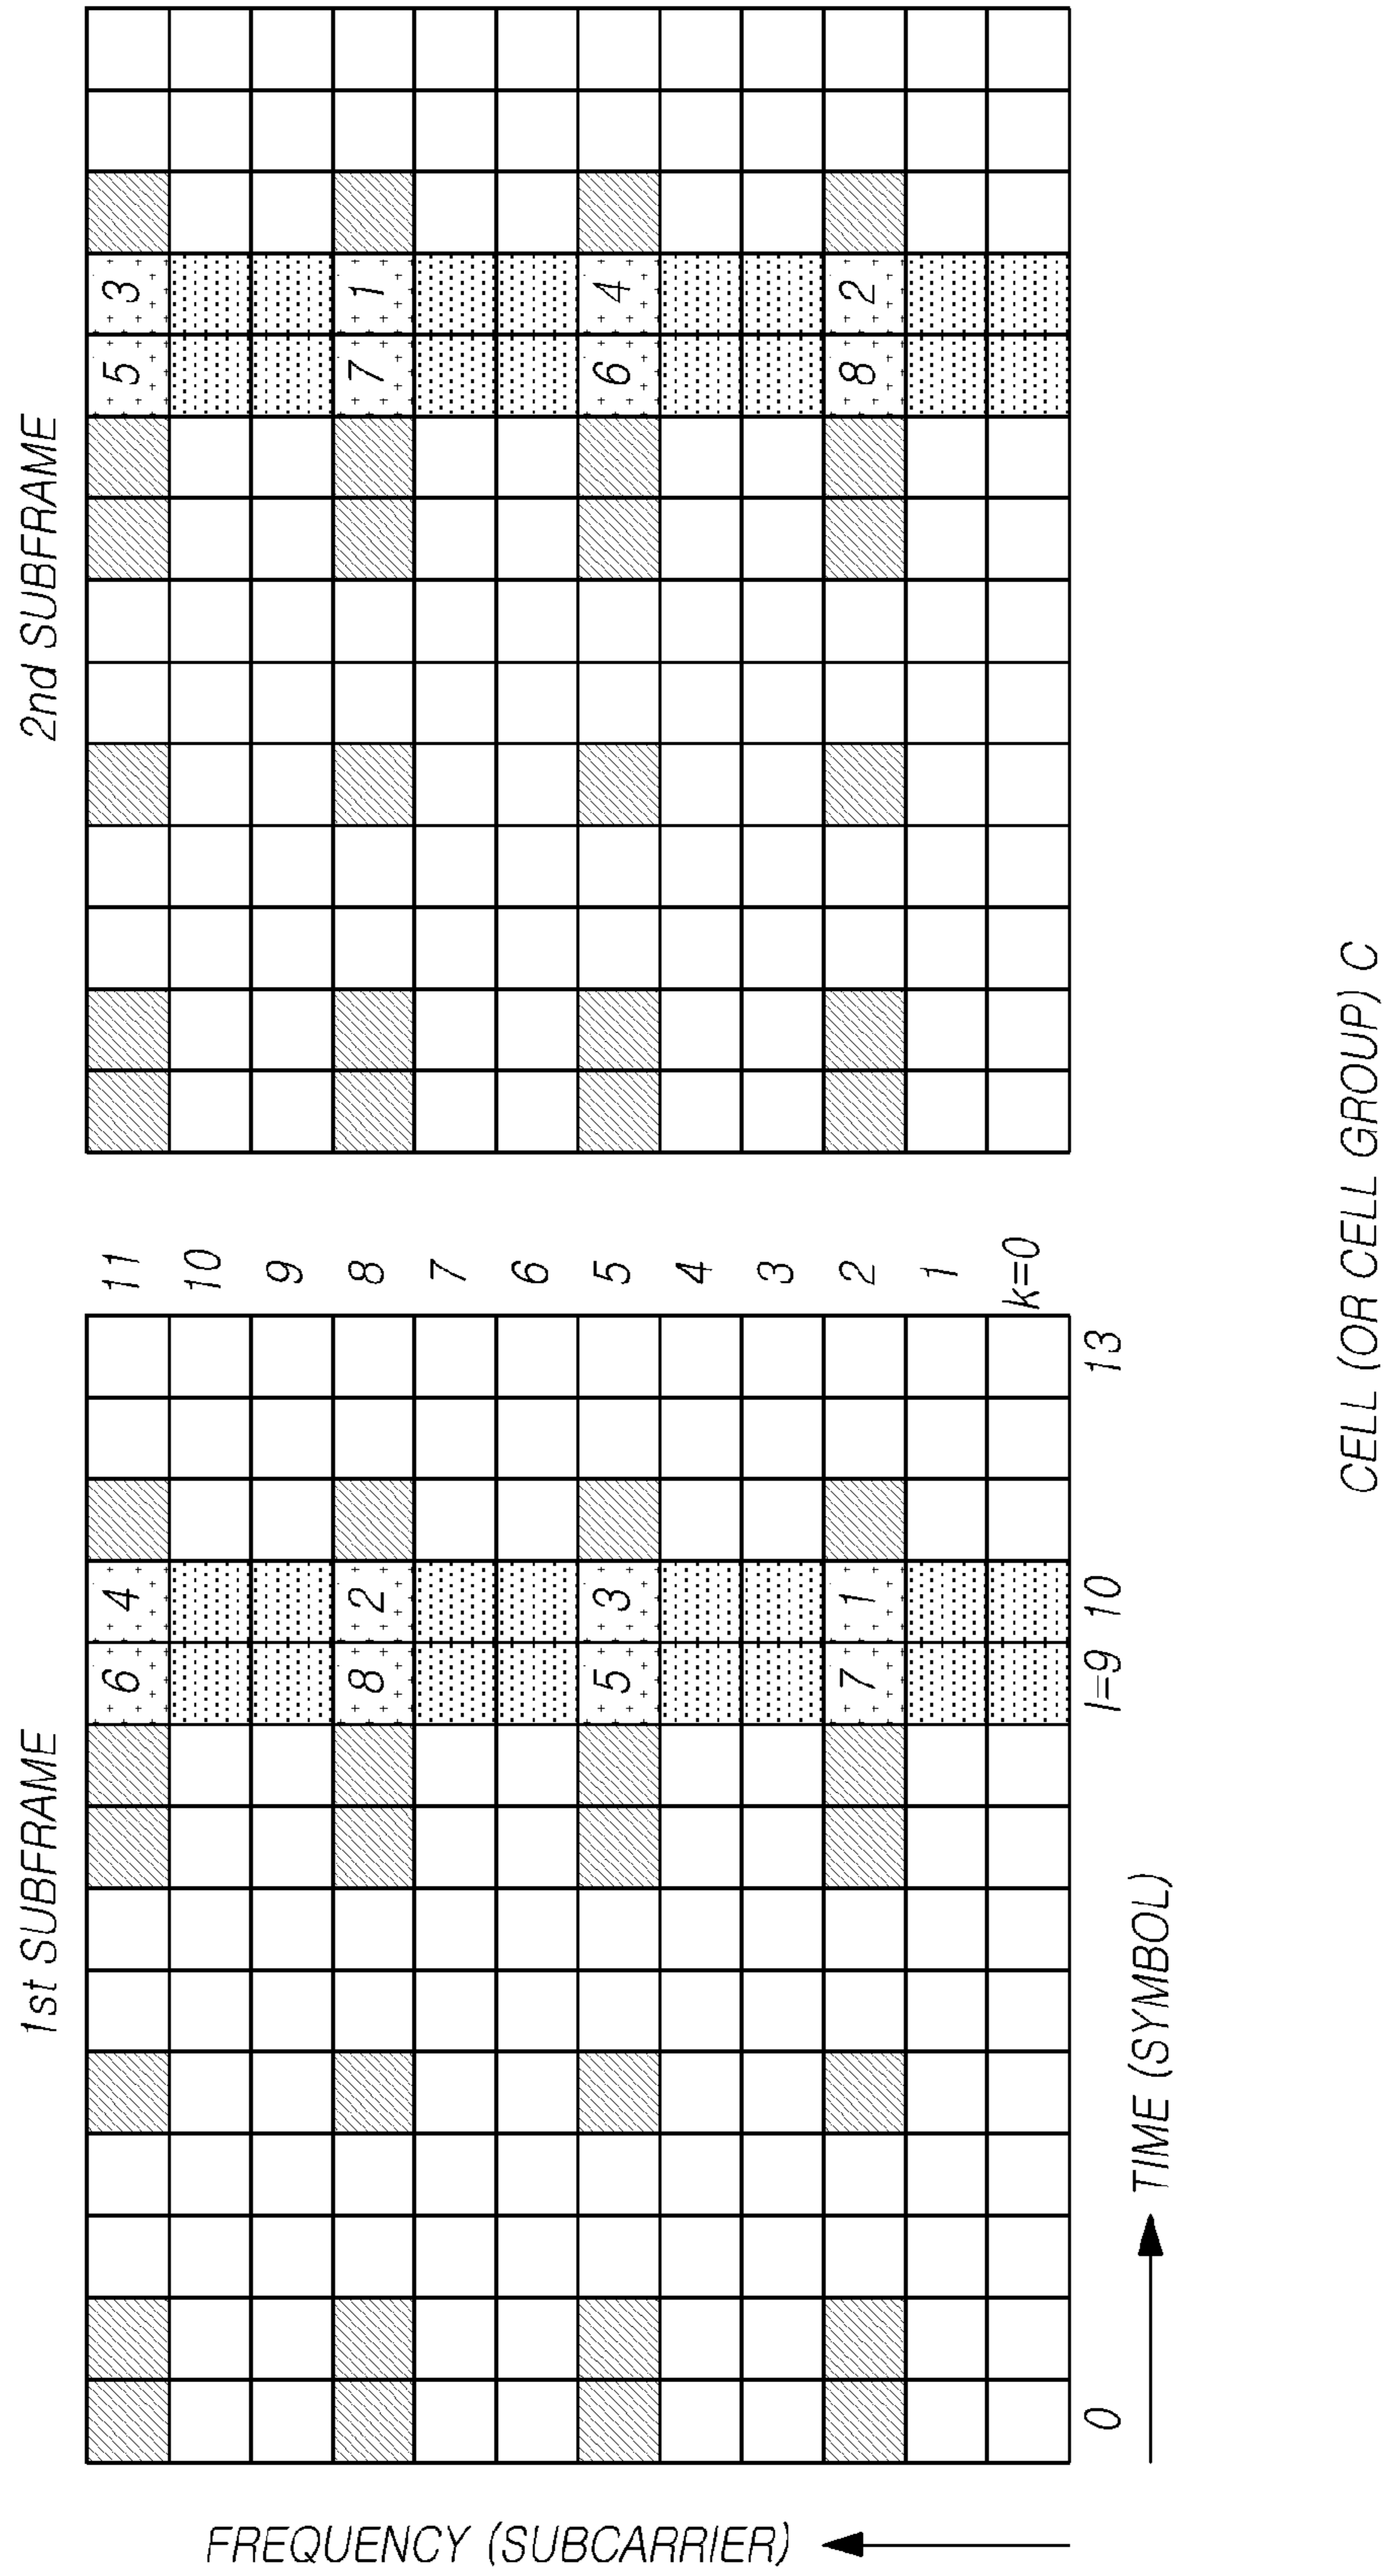 1st SUBFRAME 2nd SUBFRAME
FREQUENCY (SUBCARRIER)
6 4 11 5 3
10
9
8 2 8 7 1
7
6
5 3 5 6 4
4
3
7 1 2 8 2
1
k=0
0 l=9 10 13
TIME (SYMBOL)
CELL (OR CELL GROUP) C